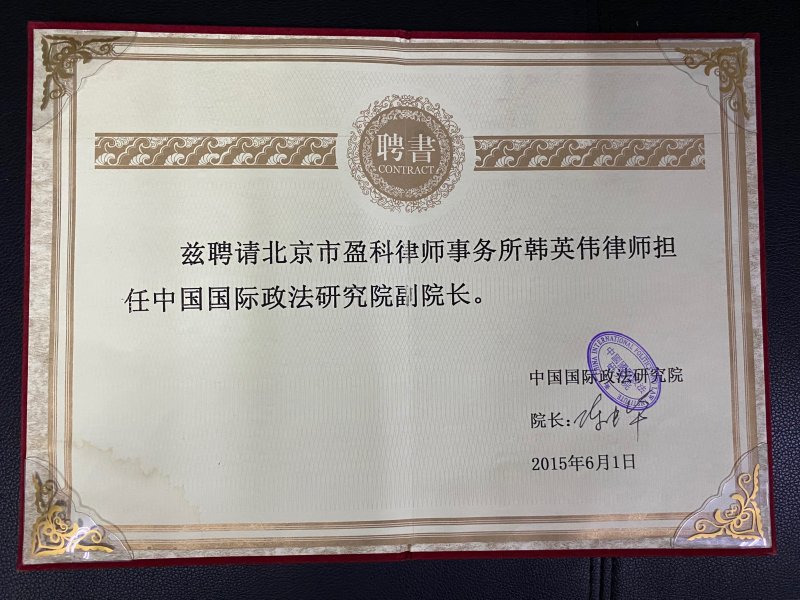 聘書
CONTRACT
兹聘请北京市盈科律师事务所韩英伟律师担
任中国国际政法研究院副院长。
中国国际政法研究院
院长:
2015年6月1日